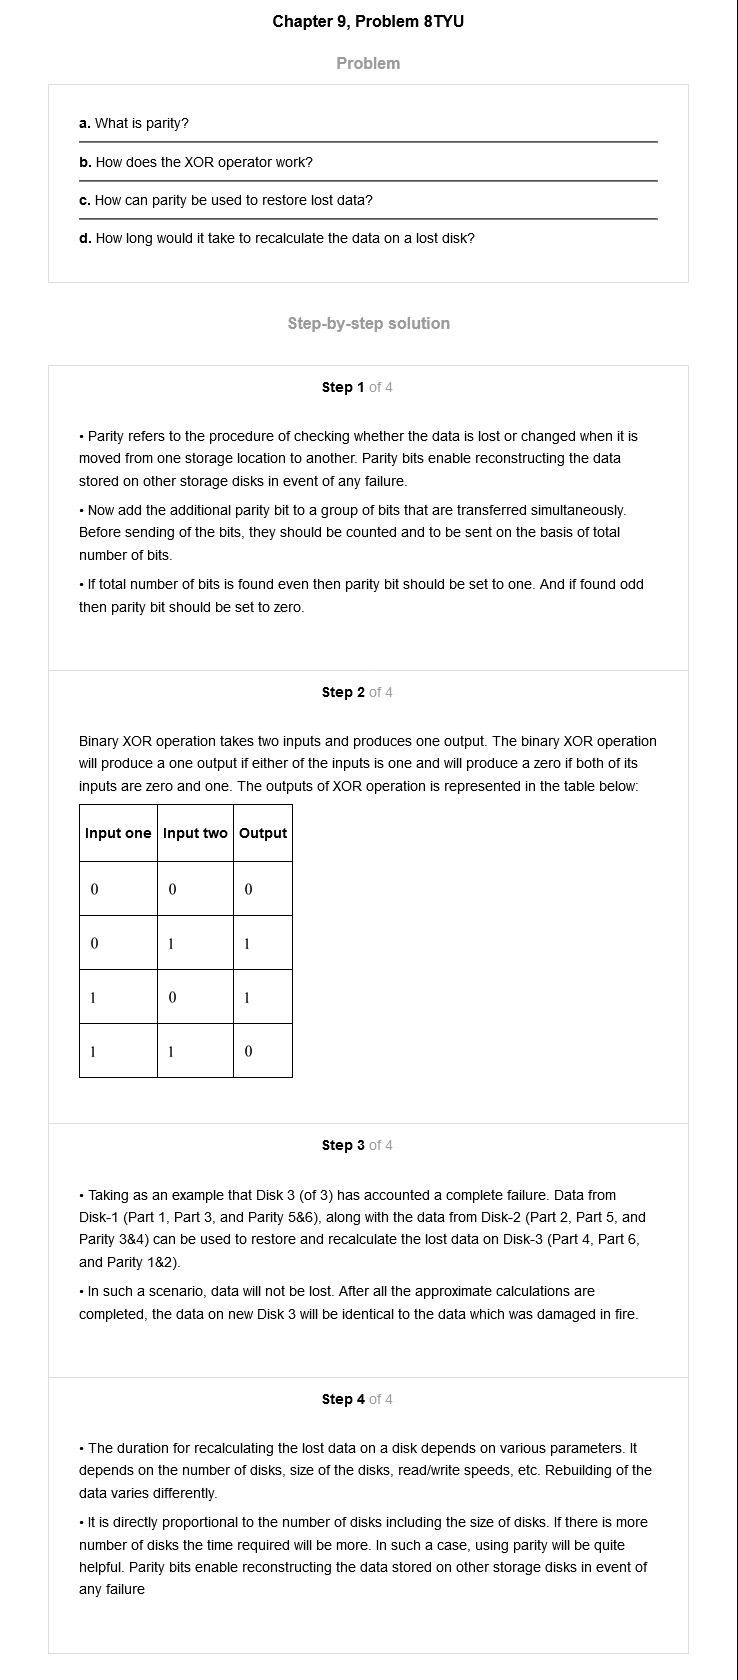 Chapter 9, Problem 8TYU
Problem
a. What is parity?
b. How does the XOR operator work?
c. How can parity be used to restore lost data?
d. How long would it take to recalculate the data on a lost disk?
Step-by-step solution
Step 1 of 4
• Parity refers to the procedure of checking whether the data is lost or changed when it is
moved from one storage location to another. Parity bits enable reconstructing the data
stored on other storage disks in event of any failure.
• Now add the additional parity bit to a group of bits that are transferred simultaneously.
Before sending of the bits, they should be counted and to be sent on the basis of total
number of bits.
• If total number of bits is found even then parity bit should be set to one. And if found odd
then parity bit should be set to zero.
Step 2 of 4
Binary XOR operation takes two inputs and produces one output. The binary XOR operation
will produce a one output if either of the inputs is one and will produce a zero if both of its
inputs are zero and one. The outputs of XOR operation is represented in the table below:
Input one Input two Output
0 0 0
0 1 1
1 0 1
1 1 0
Step 3 of 4
• Taking as an example that Disk 3 (of 3) has accounted a complete failure. Data from
Disk-1 (Part 1, Part 3, and Parity 5&6), along with the data from Disk-2 (Part 2, Part 5, and
Parity 3&4) can be used to restore and recalculate the lost data on Disk-3 (Part 4, Part 6,
and Parity 1&2).
• In such a scenario, data will not be lost. After all the approximate calculations are
completed, the data on new Disk 3 will be identical to the data which was damaged in fire.
Step 4 of 4
• The duration for recalculating the lost data on a disk depends on various parameters. It
depends on the number of disks, size of the disks, read/write speeds, etc. Rebuilding of the
data varies differently.
• It is directly proportional to the number of disks including the size of disks. If there is more
number of disks the time required will be more. In such a case, using parity will be quite
helpful. Parity bits enable reconstructing the data stored on other storage disks in event of
any failure